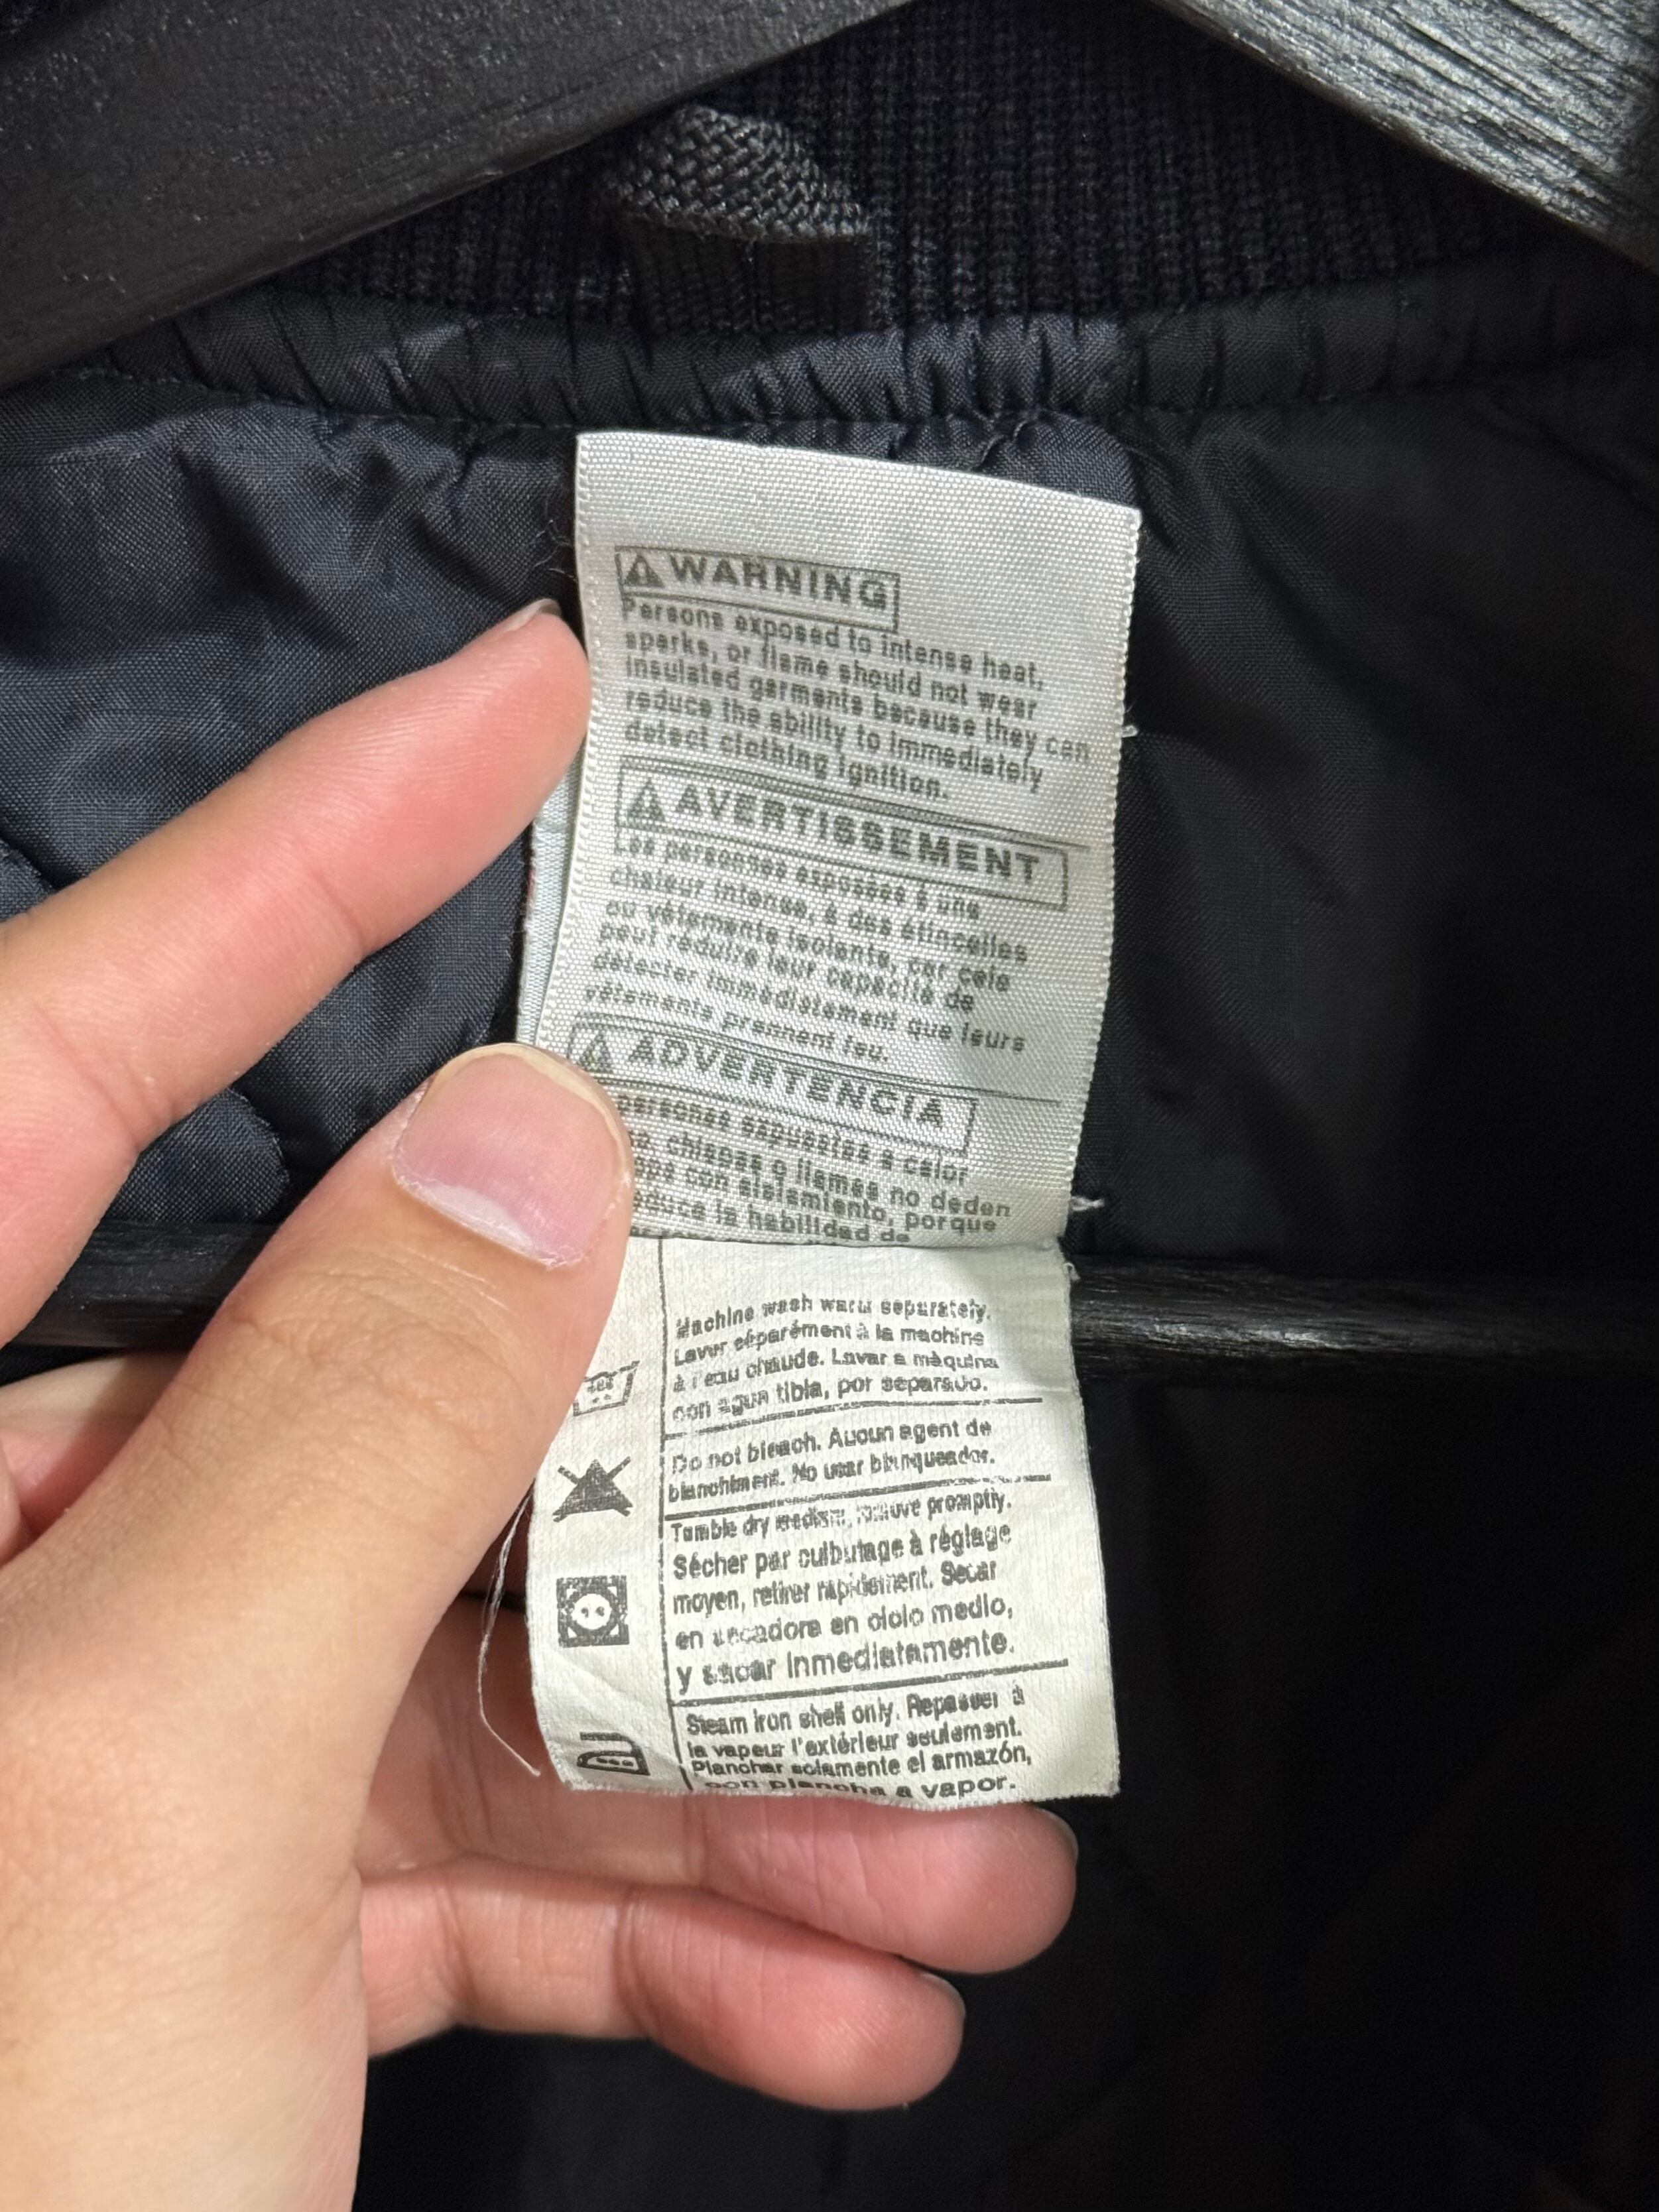 WARNING
Persons exposed to intense heat,
sparks, or flame should not wear
insulated garments because they can
reduce the ability to immediately
detect clothing ignition.
AVERTISSEMENT
Les personnes exposées à une
chaleur intense, à des étincelles
ou vêtements isolants, car cela
peut réduire leur capacité de
détecter immédiatement que leurs
vêtements prennent feu.
ADVERTENCIA
personas expuestas a calor
chispas o llamas no deden
con aislamiento, porque
reduce la habilidad de
Machine wash warm separately.
Laver séparément à la machine
à l'eau chaude. Lavar a màquina
con agua tibia, por separado.
Do not bleach. Aucun agent de
blanchiment. No usar blanqueador.
Tumble dry medium, remove promptly.
Sécher par culbutage à réglage
moyen, retirer rapidement. Secar
en secadora en ciclo medio,
y sacar inmediatamente.
Steam iron shell only. Repasser à
la vapeur l'extérieur seulement.
Planchar solamente el armazón,
con plancha a vapor.